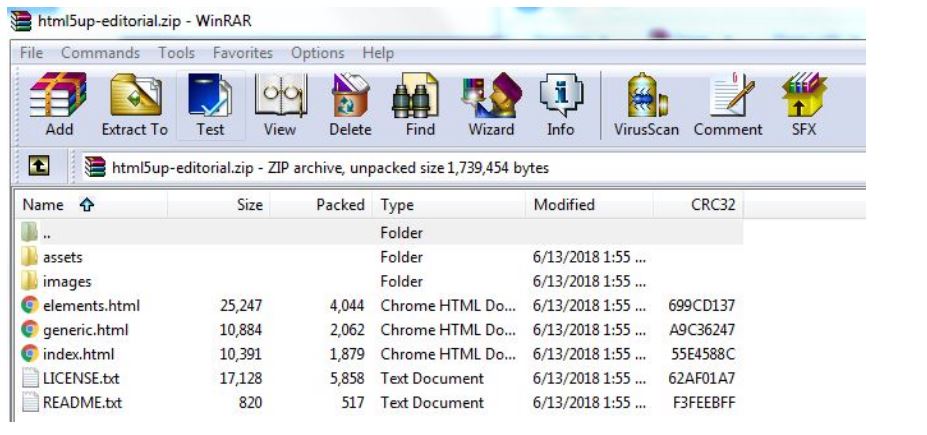 html5up-editorial.zip - WinRAR
File Commands Tools Favorites Options Help
Add Extract To Test View Delete Find Wizard Info VirusScan Comment SFX
html5up-editorial.zip - ZIP archive, unpacked size 1,739,454 bytes
Name Size Packed Type Modified CRC32
.. Folder
assets Folder 6/13/2018 1:55 ...
images Folder 6/13/2018 1:55 ...
elements.html 25,247 4,044 Chrome HTML Do... 6/13/2018 1:55 ... 699CD137
generic.html 10,884 2,062 Chrome HTML Do... 6/13/2018 1:55 ... A9C36247
index.html 10,391 1,879 Chrome HTML Do... 6/13/2018 1:55 ... 55E4588C
LICENSE.txt 17,128 5,858 Text Document 6/13/2018 1:55 ... 62AF01A7
README.txt 820 517 Text Document 6/13/2018 1:55 ... F3FEEBFF